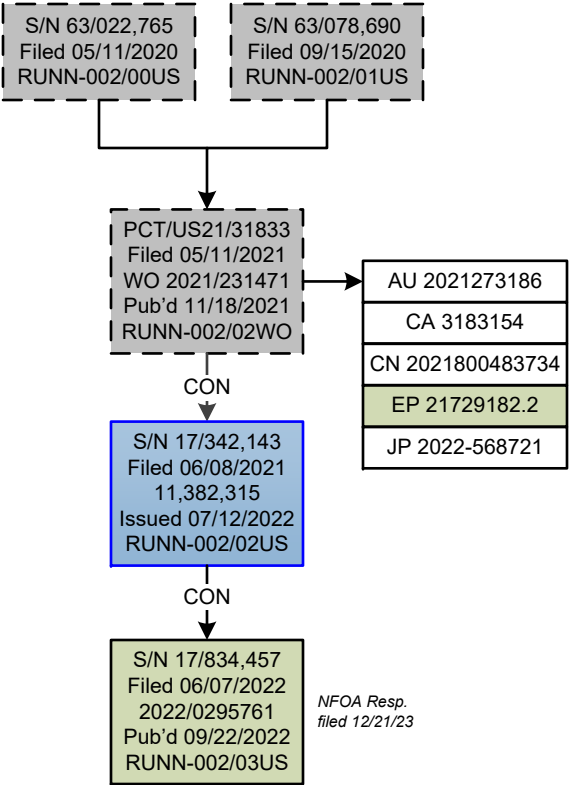 S/N 63/022,765
Filed 05/11/2020
RUNN-002/00US
S/N 63/078,690
Filed 09/15/2020
RUNN-002/01US
PCT/US21/31833
Filed 05/11/2021
WO 2021/231471
Pub'd 11/18/2021
RUNN-002/02WO
AU 2021273186
CA 3183154
CN 2021800483734
EP 21729182.2
JP 2022-568721
CON
S/N 17/342,143
Filed 06/08/2021
11,382,315
Issued 07/12/2022
RUNN-002/02US
CON
S/N 17/834,457
Filed 06/07/2022
2022/0295761
Pub'd 09/22/2022
RUNN-002/03US
NFOA Resp.
filed 12/21/23